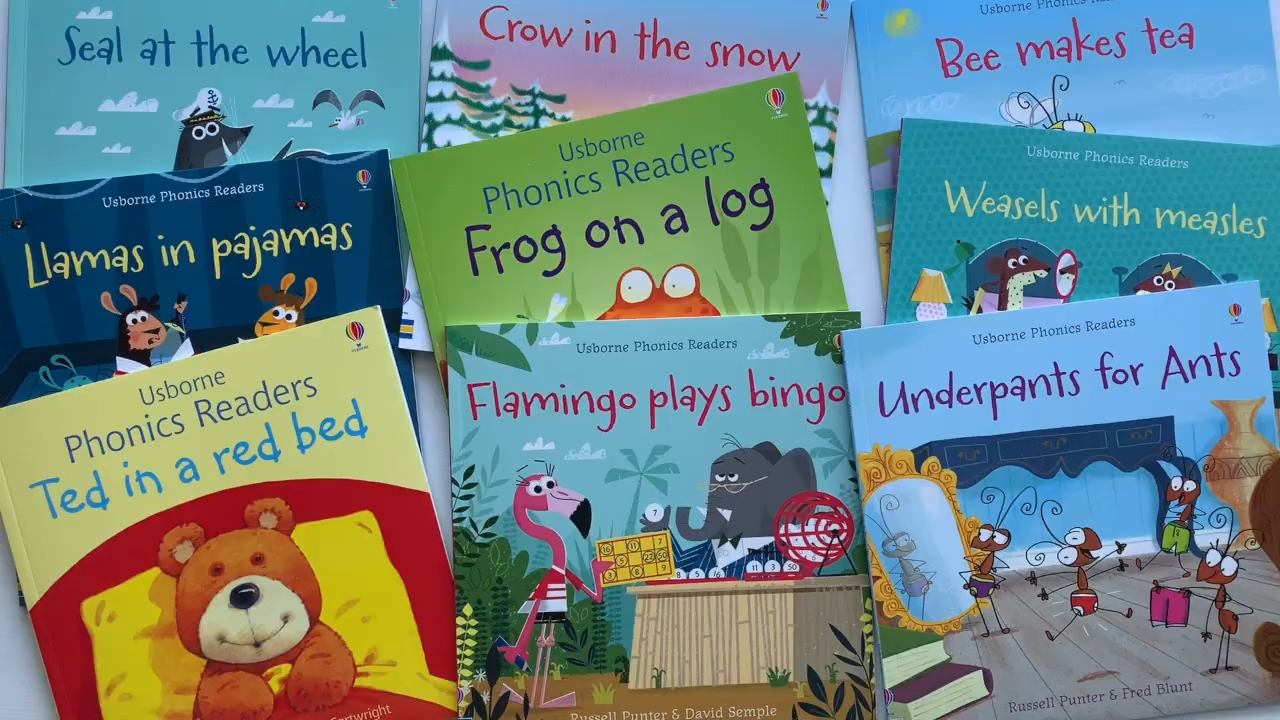 Seal at the wheel
Crow in the snow
Usborne Phonics
Bee makes tea
Usborne Phonics Readers
Llamas in pajamas
Usborne
Phonics Readers
Frog on a log
Usborne Phonics Readers
Weasels with measles
Usborne
Phonics Readers
Ted in a red bed
Cartwright
Usborne Phonics Readers
Flamingo plays bingo
Russell Punter & David Semple
Usborne Phonics Readers
Underpants for Ants
Russell Punter & Fred Blunt